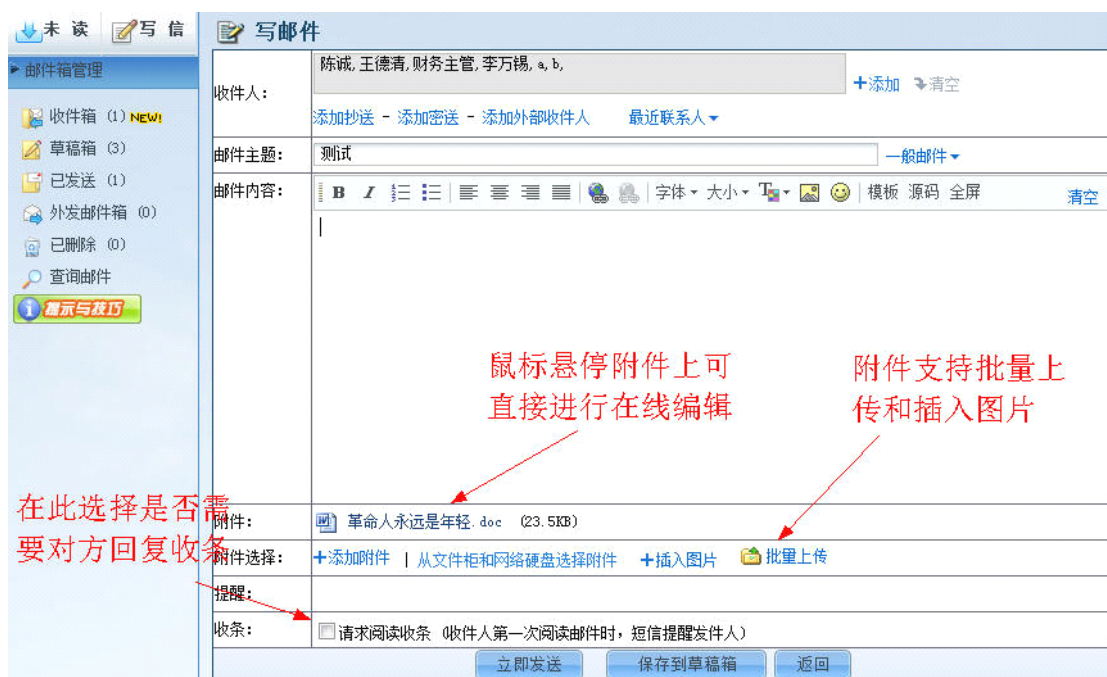 未 读 写 信
邮件箱管理
收件箱 (1) NEW!
草稿箱 (3)
已发送 (1)
外发邮件箱 (0)
已删除 (0)
查询邮件
提示与技巧
写邮件
收件人: 陈诚,王德清,财务主管,李万锡,a,b, 添加 清空
添加抄送 - 添加密送 - 添加外部收件人 最近联系人
邮件主题: 测试 一般邮件
邮件内容: B I 字体 大小 T 模板 源码 全屏 清空
鼠标悬停附件上可
直接进行在线编辑
附件支持批量上
传和插入图片
在此选择是否需
要对方回复收条
附件: 革命人永远是年轻.doc (23.5KB)
附件选择: +添加附件 | 从文件柜和网络硬盘选择附件 +插入图片 批量上传
提醒:
收条: 请求阅读收条 (收件人第一次阅读邮件时，短信提醒发件人)
立即发送 保存到草稿箱 返回